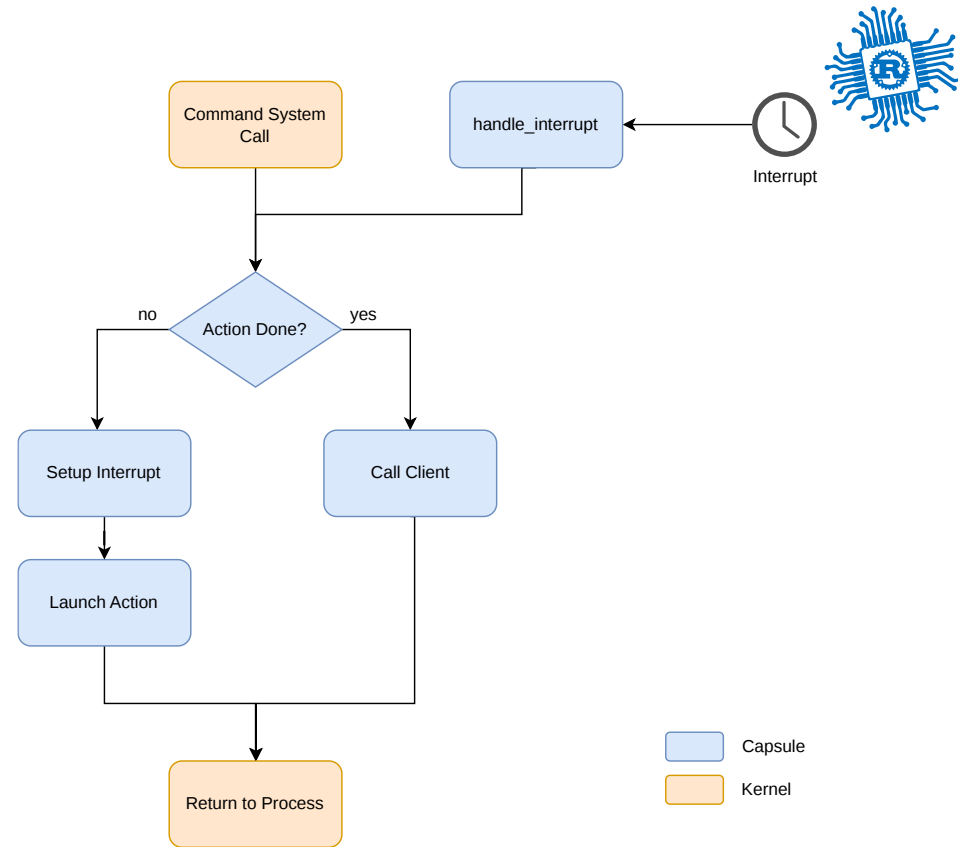 Command System
Call
handle_interrupt
R
Interrupt
no
Action Done?
yes
Setup Interrupt
Call Client
Launch Action
Capsule
Kernel
Return to Process